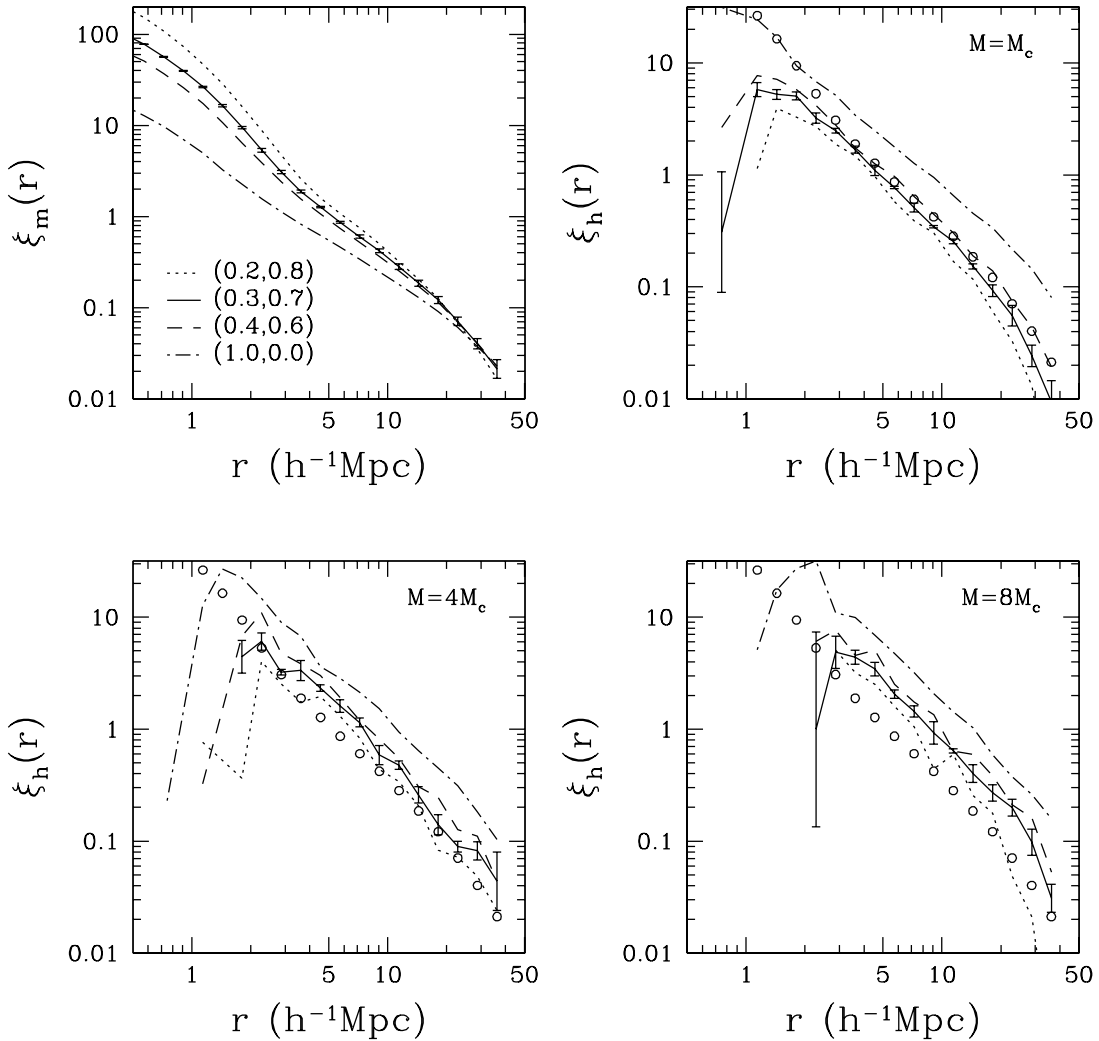 100
10
1
0.1
0.01
ξm(r)
(0.2,0.8)
(0.3,0.7)
(0.4,0.6)
(1.0,0.0)
1 5 10 50
r (h⁻¹Mpc)
M=Mc
10
1
0.1
0.01
ξh(r)
1 5 10 50
r (h⁻¹Mpc)
M=4Mc
10
1
0.1
0.01
ξh(r)
1 5 10 50
r (h⁻¹Mpc)
M=8Mc
10
1
0.1
0.01
ξh(r)
1 5 10 50
r (h⁻¹Mpc)